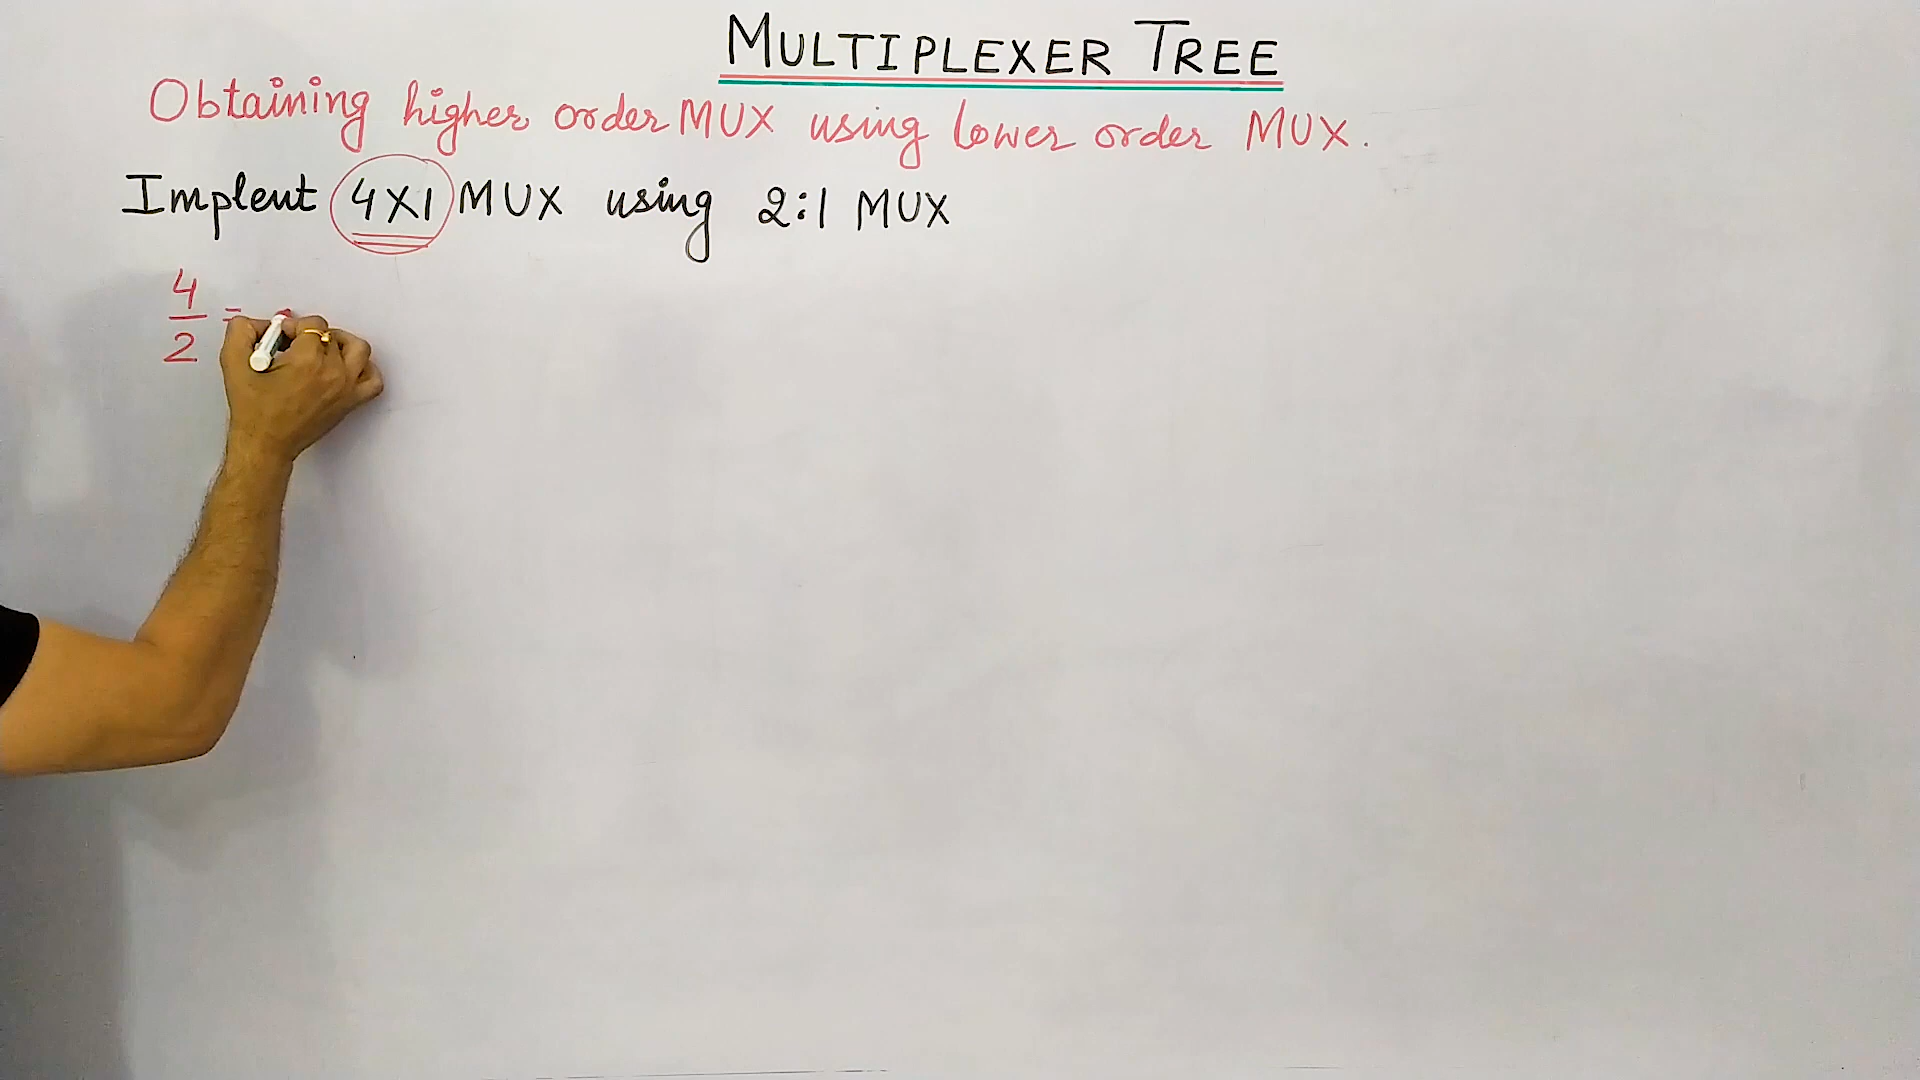 MULTIPLEXER TREE
Obtaining higher order MUX using lower order MUX.
Implent 4X1 MUX using 2:1 MUX
4
2 =